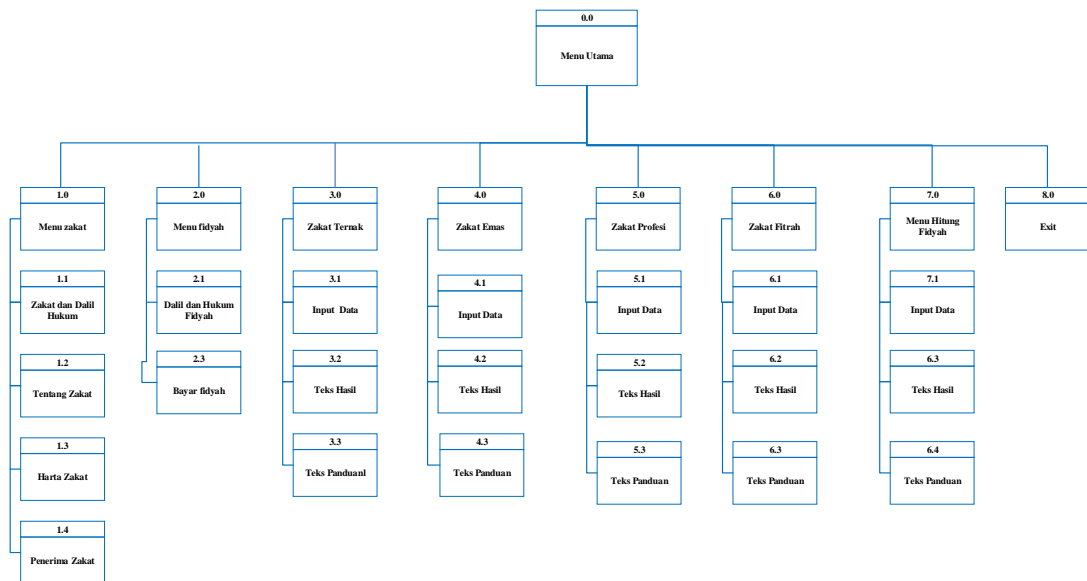 0.0
Menu Utama
1.0
Menu zakat
2.0
Menu fidyah
3.0
Zakat Ternak
4.0
Zakat Emas
5.0
Zakat Profesi
6.0
Zakat Fitrah
7.0
Menu Hitung
Fidyah
8.0
Exit
1.1
Zakat dan Dalil
Hukum
2.1
Dalil dan Hukum
Fidyah
3.1
Input Data
4.1
Input Data
5.1
Input Data
6.1
Input Data
7.1
Input Data
1.2
Tentang Zakat
2.3
Bayar fidyah
3.2
Teks Hasil
4.2
Teks Hasil
5.2
Teks Hasil
6.2
Teks Hasil
6.3
Teks Hasil
1.3
Harta Zakat
3.3
Teks Panduanl
4.3
Teks Panduan
5.3
Teks Panduan
6.3
Teks Panduan
6.4
Teks Panduan
1.4
Penerima Zakat